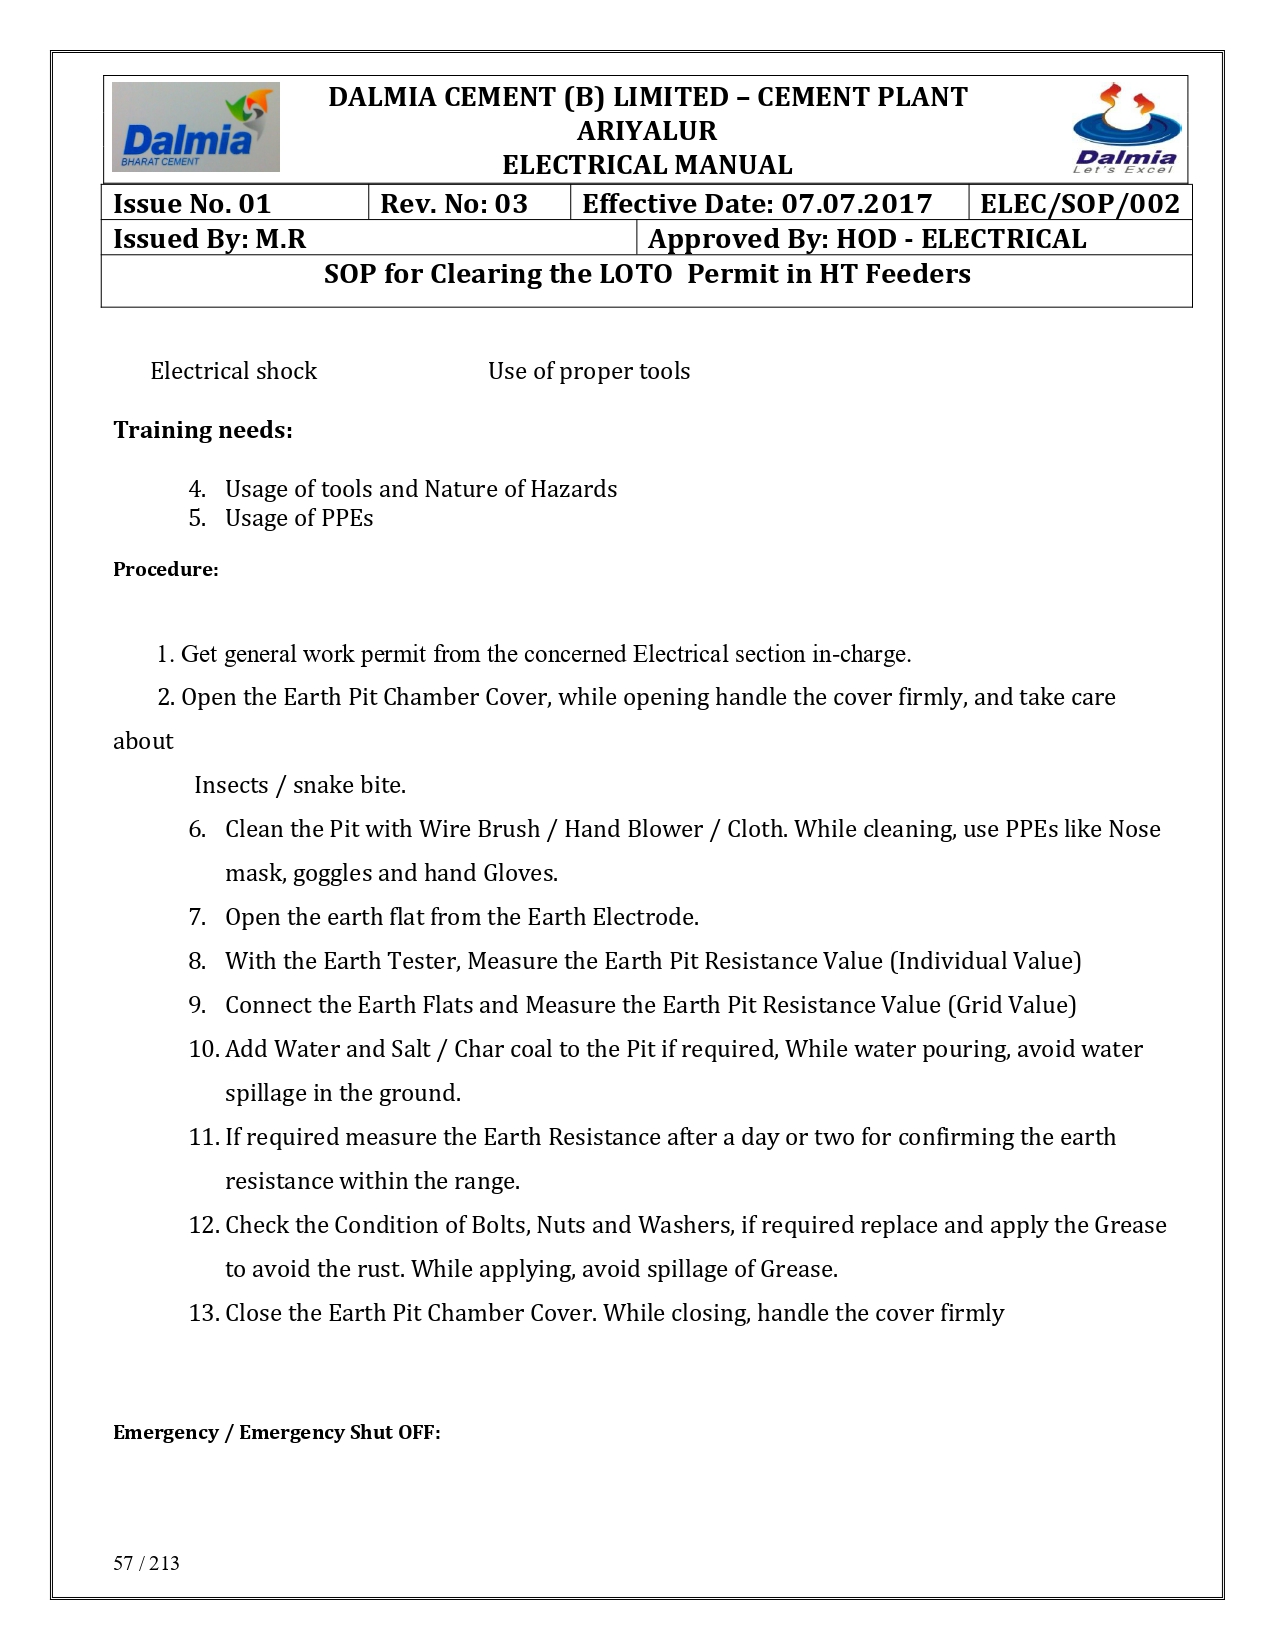 Dalmia
BHARAT CEMENT
DALMIA CEMENT (B) LIMITED – CEMENT PLANT
ARIYALUR
ELECTRICAL MANUAL
Dalmia
Let's Excel
Issue No. 01 Rev. No: 03 Effective Date: 07.07.2017 ELEC/SOP/002
Issued By: M.R Approved By: HOD - ELECTRICAL
SOP for Clearing the LOTO Permit in HT Feeders
Electrical shock Use of proper tools
Training needs:
4. Usage of tools and Nature of Hazards
5. Usage of PPEs
Procedure:
1. Get general work permit from the concerned Electrical section in-charge.
2. Open the Earth Pit Chamber Cover, while opening handle the cover firmly, and take care
about
Insects / snake bite.
6. Clean the Pit with Wire Brush / Hand Blower / Cloth. While cleaning, use PPEs like Nose
mask, goggles and hand Gloves.
7. Open the earth flat from the Earth Electrode.
8. With the Earth Tester, Measure the Earth Pit Resistance Value (Individual Value)
9. Connect the Earth Flats and Measure the Earth Pit Resistance Value (Grid Value)
10. Add Water and Salt / Char coal to the Pit if required, While water pouring, avoid water
spillage in the ground.
11. If required measure the Earth Resistance after a day or two for confirming the earth
resistance within the range.
12. Check the Condition of Bolts, Nuts and Washers, if required replace and apply the Grease
to avoid the rust. While applying, avoid spillage of Grease.
13. Close the Earth Pit Chamber Cover. While closing, handle the cover firmly
Emergency / Emergency Shut OFF:
57 / 213